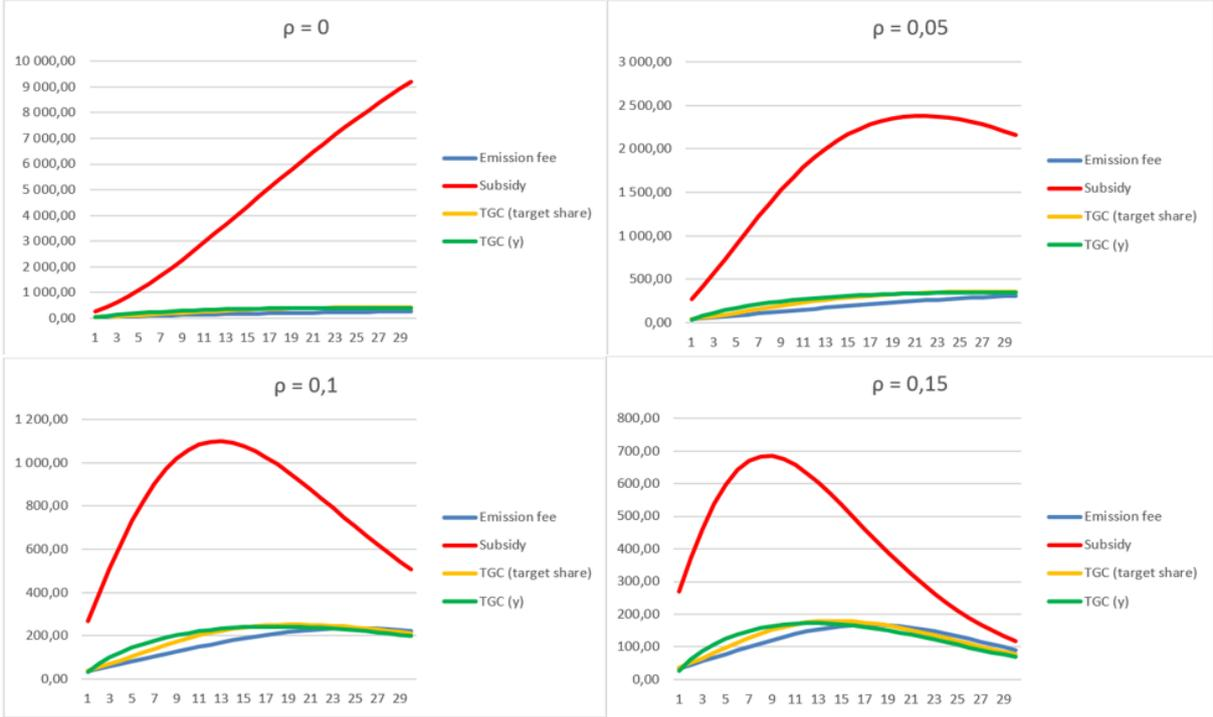 ρ = 0
10 000,00
9 000,00
8 000,00
7 000,00
6 000,00
5 000,00
4 000,00
3 000,00
2 000,00
1 000,00
0,00
1 3 5 7 9 11 13 15 17 19 21 23 25 27 29
Emission fee
Subsidy
TGC (target share)
TGC (y)
ρ = 0,05
3 000,00
2 500,00
2 000,00
1 500,00
1 000,00
500,00
0,00
1 3 5 7 9 11 13 15 17 19 21 23 25 27 29
Emission fee
Subsidy
TGC (target share)
TGC (y)
ρ = 0,1
1 200,00
1 000,00
800,00
600,00
400,00
200,00
0,00
1 3 5 7 9 11 13 15 17 19 21 23 25 27 29
Emission fee
Subsidy
TGC (target share)
TGC (y)
ρ = 0,15
800,00
700,00
600,00
500,00
400,00
300,00
200,00
100,00
0,00
1 3 5 7 9 11 13 15 17 19 21 23 25 27 29
Emission fee
Subsidy
TGC (target share)
TGC (y)